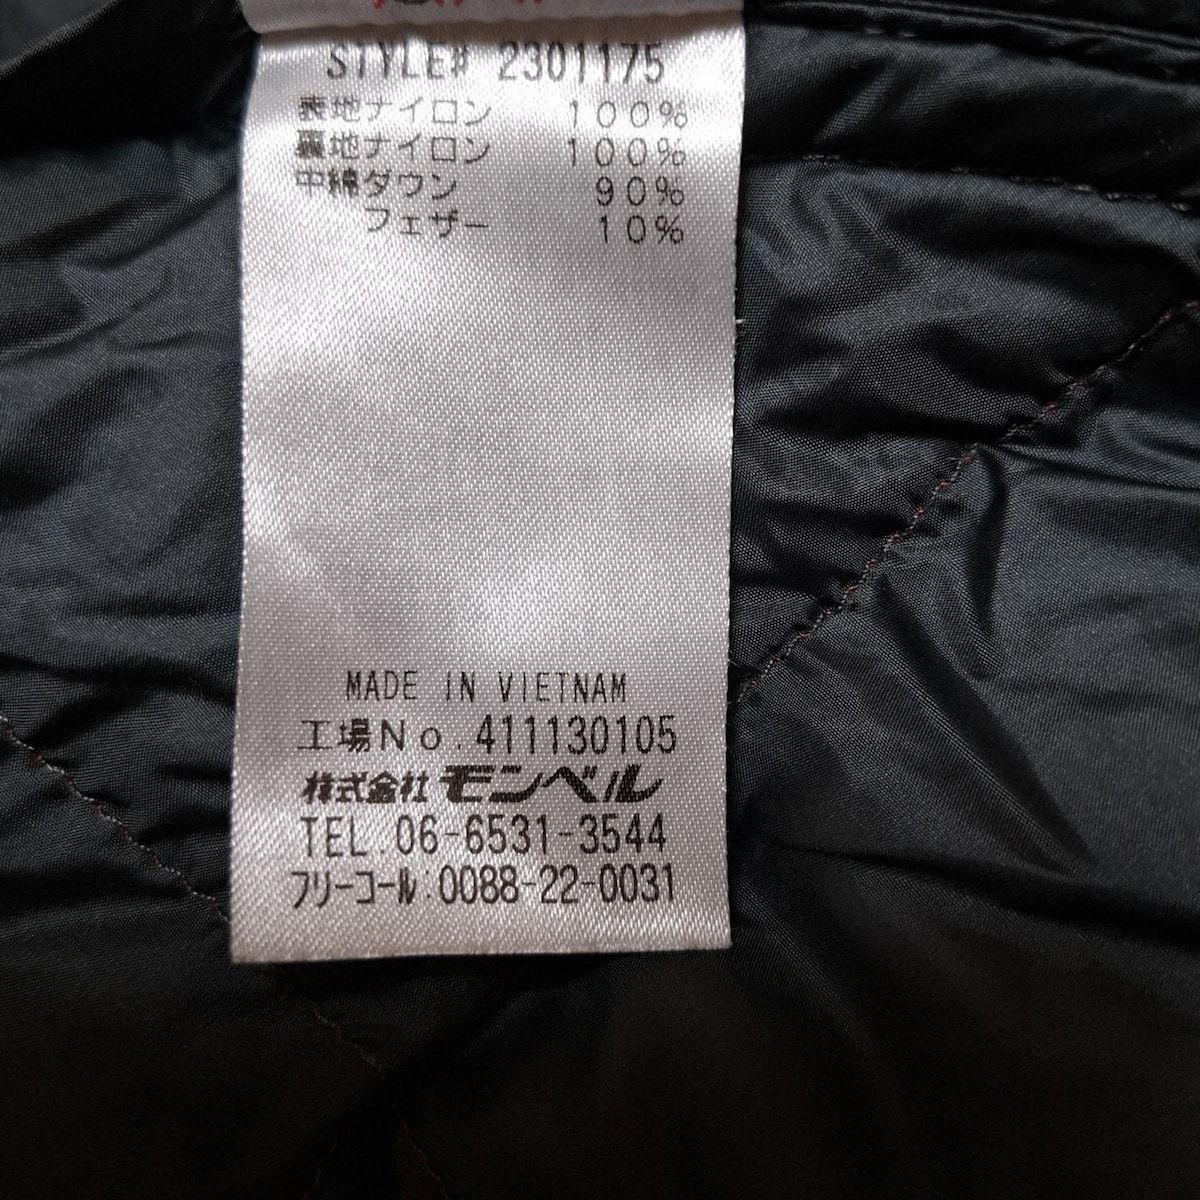 STYLE# 2301175
表地ナイロン 100%
裏地ナイロン 100%
中綿ダウン 90%
フェザー 10%
MADE IN VIETNAM
工場No.411130105
株式会社モンベル
TEL.06-6531-3544
フリーコール:0088-22-0031